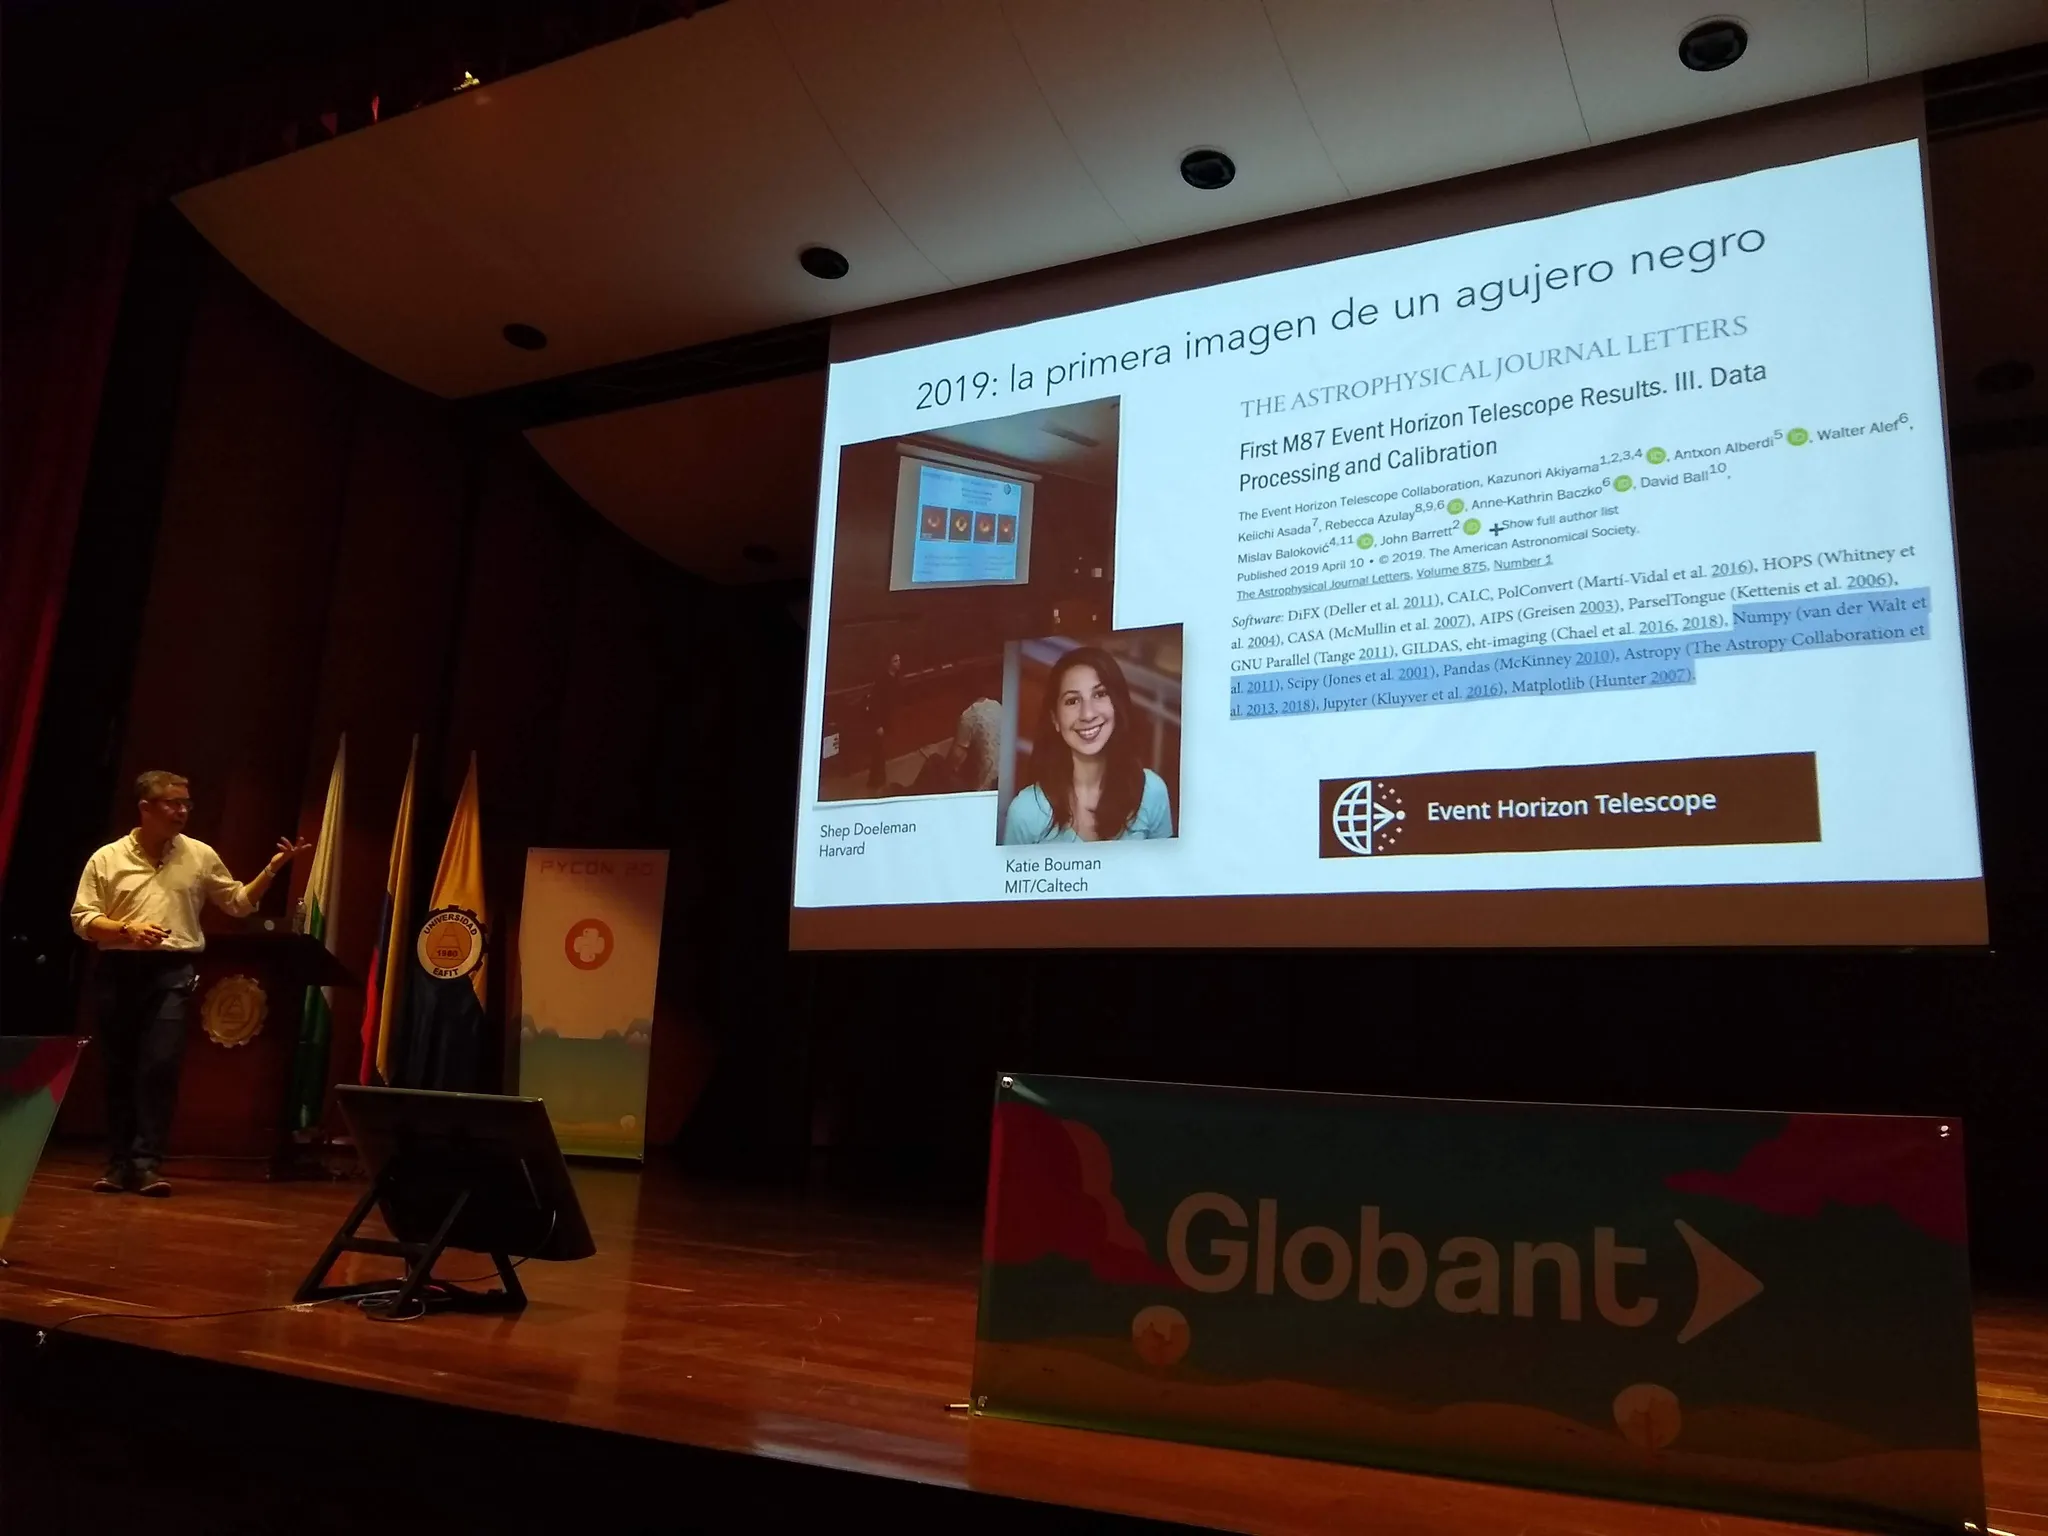 2019: la primera imagen de un agujero negro
THE ASTROPHYSICAL JOURNAL LETTERS
First M87 Event Horizon Telescope Results. III. Data
Processing and Calibration
The Event Horizon Telescope Collaboration, Kazunori Akiyama1,2,3,4, Antxon Alberdi5, Walter Alef6,
Keiichi Asada7, Rebecca Azulay8,9,6, Anne-Kathrin Baczko6, David Ball10,
Mislav Baloković4,11, John Barrett2 +Show full author list
Published 2019 April 10 • © 2019. The American Astronomical Society.
The Astrophysical Journal Letters, Volume 875, Number 1
Software: DiFX (Deller et al. 2011), CALC, PolConvert (Martí-Vidal et al. 2016), HOPS (Whitney et
al. 2004), CASA (McMullin et al. 2007), AIPS (Greisen 2003), ParselTongue (Kettenis et al. 2006),
GNU Parallel (Tange 2011), GILDAS, eht-imaging (Chael et al. 2016, 2018), Numpy (van der Walt et
al. 2011), Scipy (Jones et al. 2001), Pandas (McKinney 2010), Astropy (The Astropy Collaboration et
al. 2013, 2018), Jupyter (Kluyver et al. 2016), Matplotlib (Hunter 2007).
Shep Doeleman
Harvard
Katie Bouman
MIT/Caltech
Event Horizon Telescope
PYCON 20
UNIVERSIDAD
1960
EAFIT
Globant